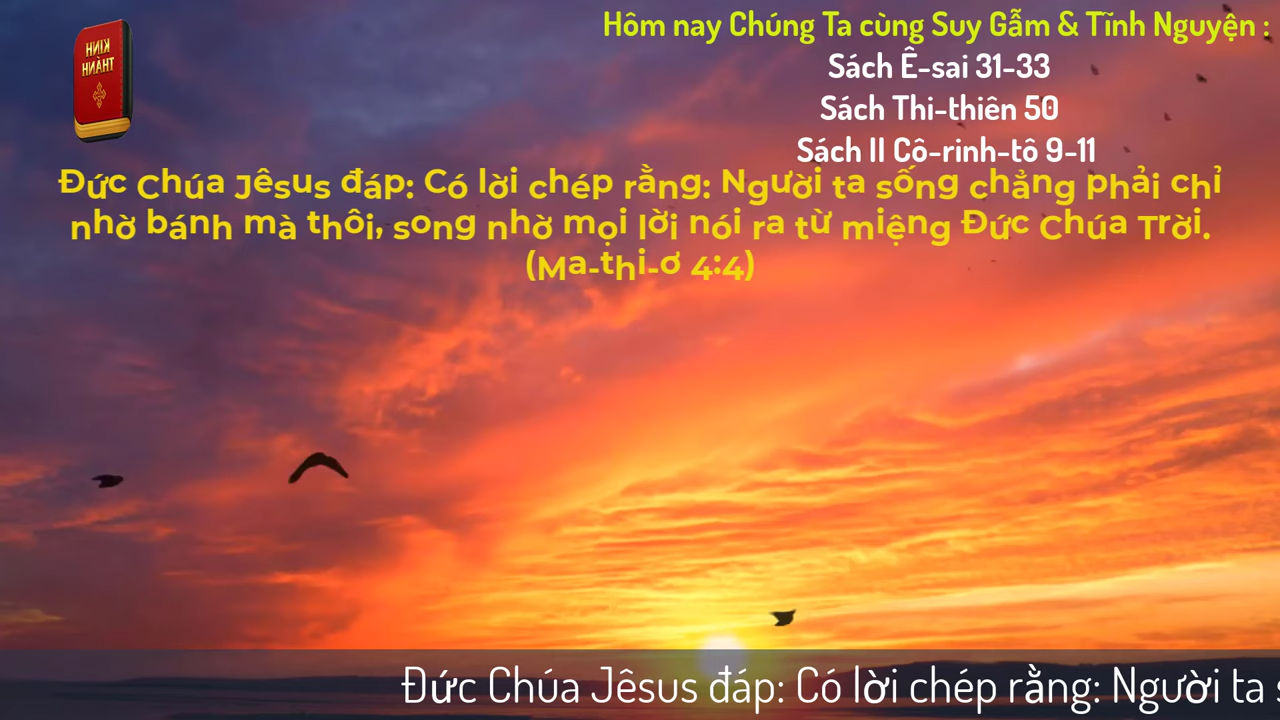 KINH
THÁNH
Hôm nay Chúng Ta cùng Suy Gẫm & Tĩnh Nguyện :
Sách Ê-sai 31-33
Sách Thi-thiên 50
Sách II Cô-rinh-tô 9-11
Đức Chúa Jêsus đáp: Có lời chép rằng: Người ta sống chẳng phải chỉ
nhờ bánh mà thôi, song nhờ mọi lời nói ra từ miệng Đức Chúa Trời.
(Ma-thi-ơ 4:4)
Đức Chúa Jêsus đáp: Có lời chép rằng: Người ta